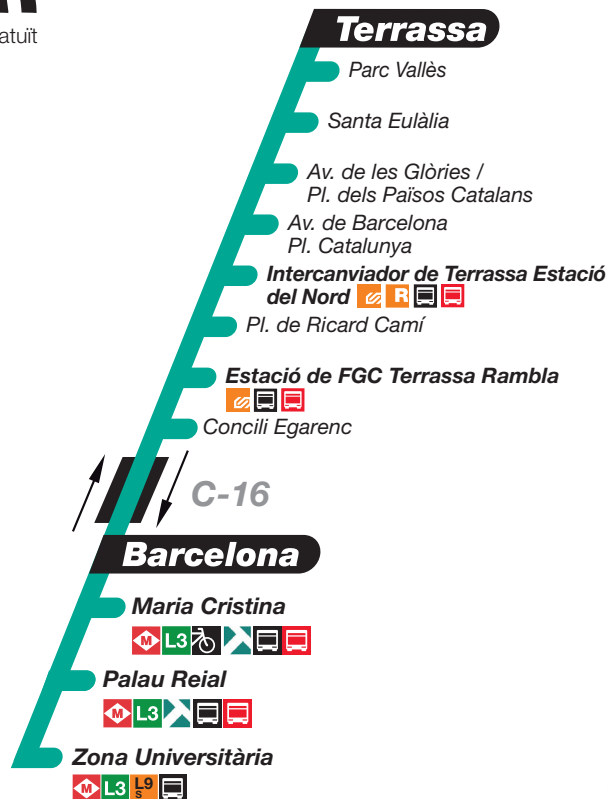 atuït
Terrassa
Parc Vallès
Santa Eulàlia
Av. de les Glòries /
Pl. dels Països Catalans
Av. de Barcelona
Pl. Catalunya
Intercanviador de Terrassa Estació
del Nord R
Pl. de Ricard Camí
Estació de FGC Terrassa Rambla
Concili Egarenc
C-16
Barcelona
Maria Cristina
M L3
Palau Reial
M L3
Zona Universitària
M L3 L9 S